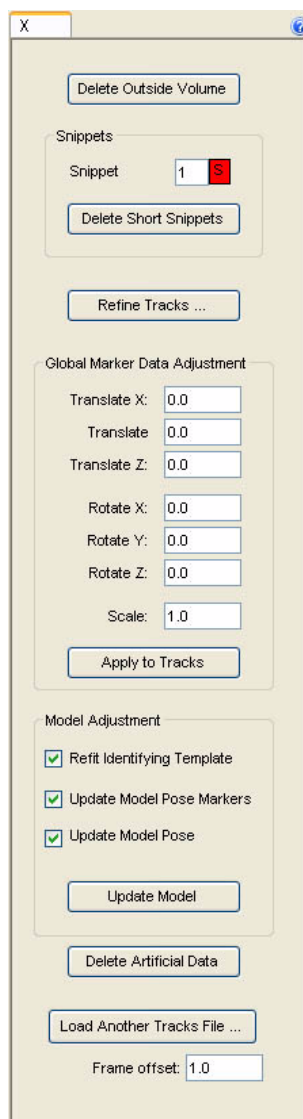 X
?
Delete Outside Volume
Snippets
Snippet 1 S
Delete Short Snippets
Refine Tracks ...
Global Marker Data Adjustment
Translate X: 0.0
Translate 0.0
Translate Z: 0.0
Rotate X: 0.0
Rotate Y: 0.0
Rotate Z: 0.0
Scale: 1.0
Apply to Tracks
Model Adjustment
Refit Identifying Template
Update Model Pose Markers
Update Model Pose
Update Model
Delete Artificial Data
Load Another Tracks File ...
Frame offset: 1.0